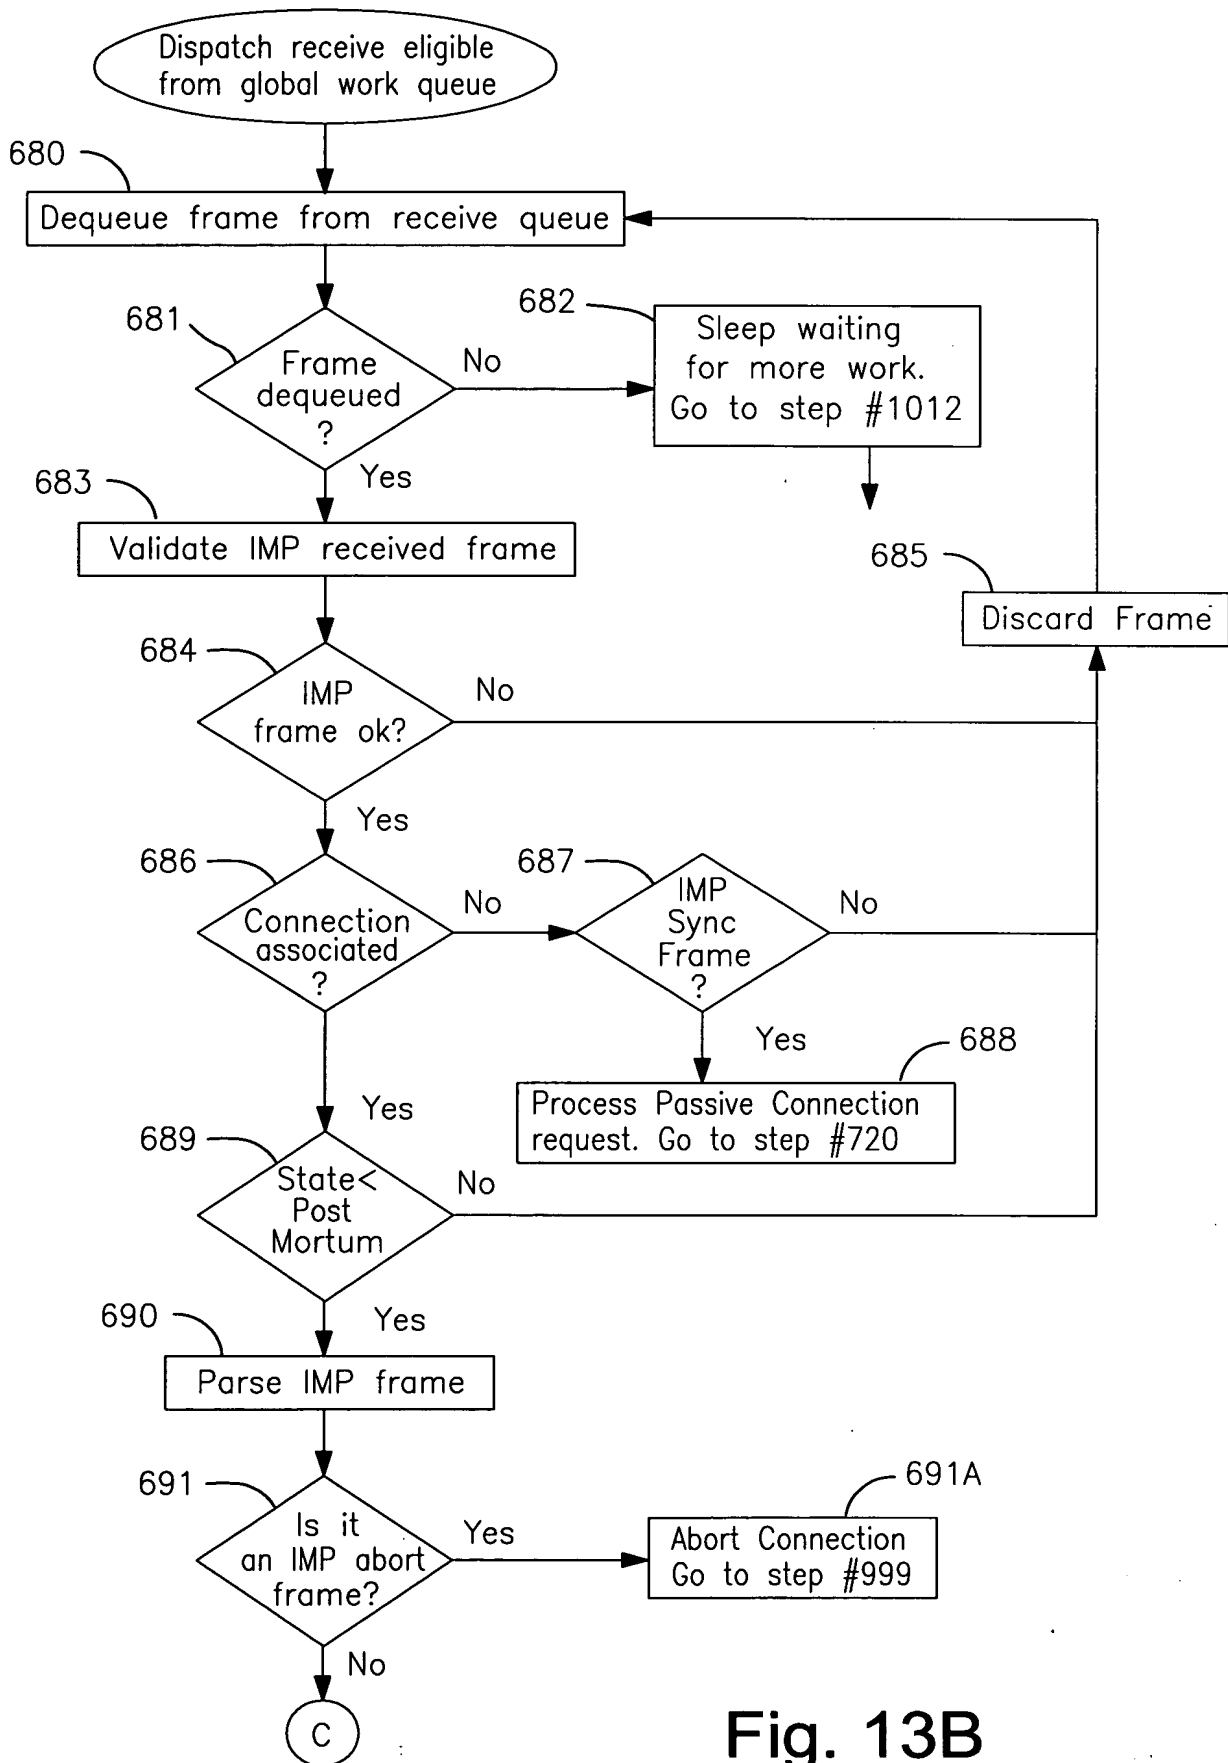 Dispatch receive eligible
from global work queue
680
Dequeue frame from receive queue
681
Frame
dequeued
?
No
Yes
682
Sleep waiting
for more work.
Go to step #1012
683
Validate IMP received frame
685
Discard Frame
684
IMP
frame ok?
No
Yes
686
Connection
associated
?
No
Yes
687
IMP
Sync
Frame
?
No
Yes
688
Process Passive Connection
request. Go to step #720
689
State<
Post
Mortum
No
Yes
690
Parse IMP frame
691
Is it
an IMP abort
frame?
Yes
No
691A
Abort Connection
Go to step #999
C
Fig. 13B